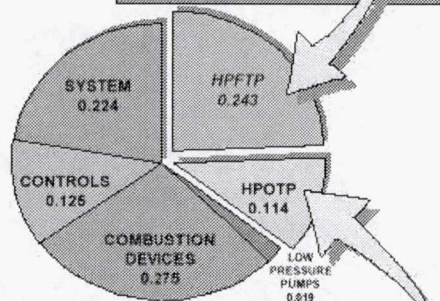 SYSTEM
0.224
HPFTP
0.243
CONTROLS
0.125
HPOTP
0.114
COMBUSTION
DEVICES
0.275
LOW
PRESSURE
PUMPS
0.019